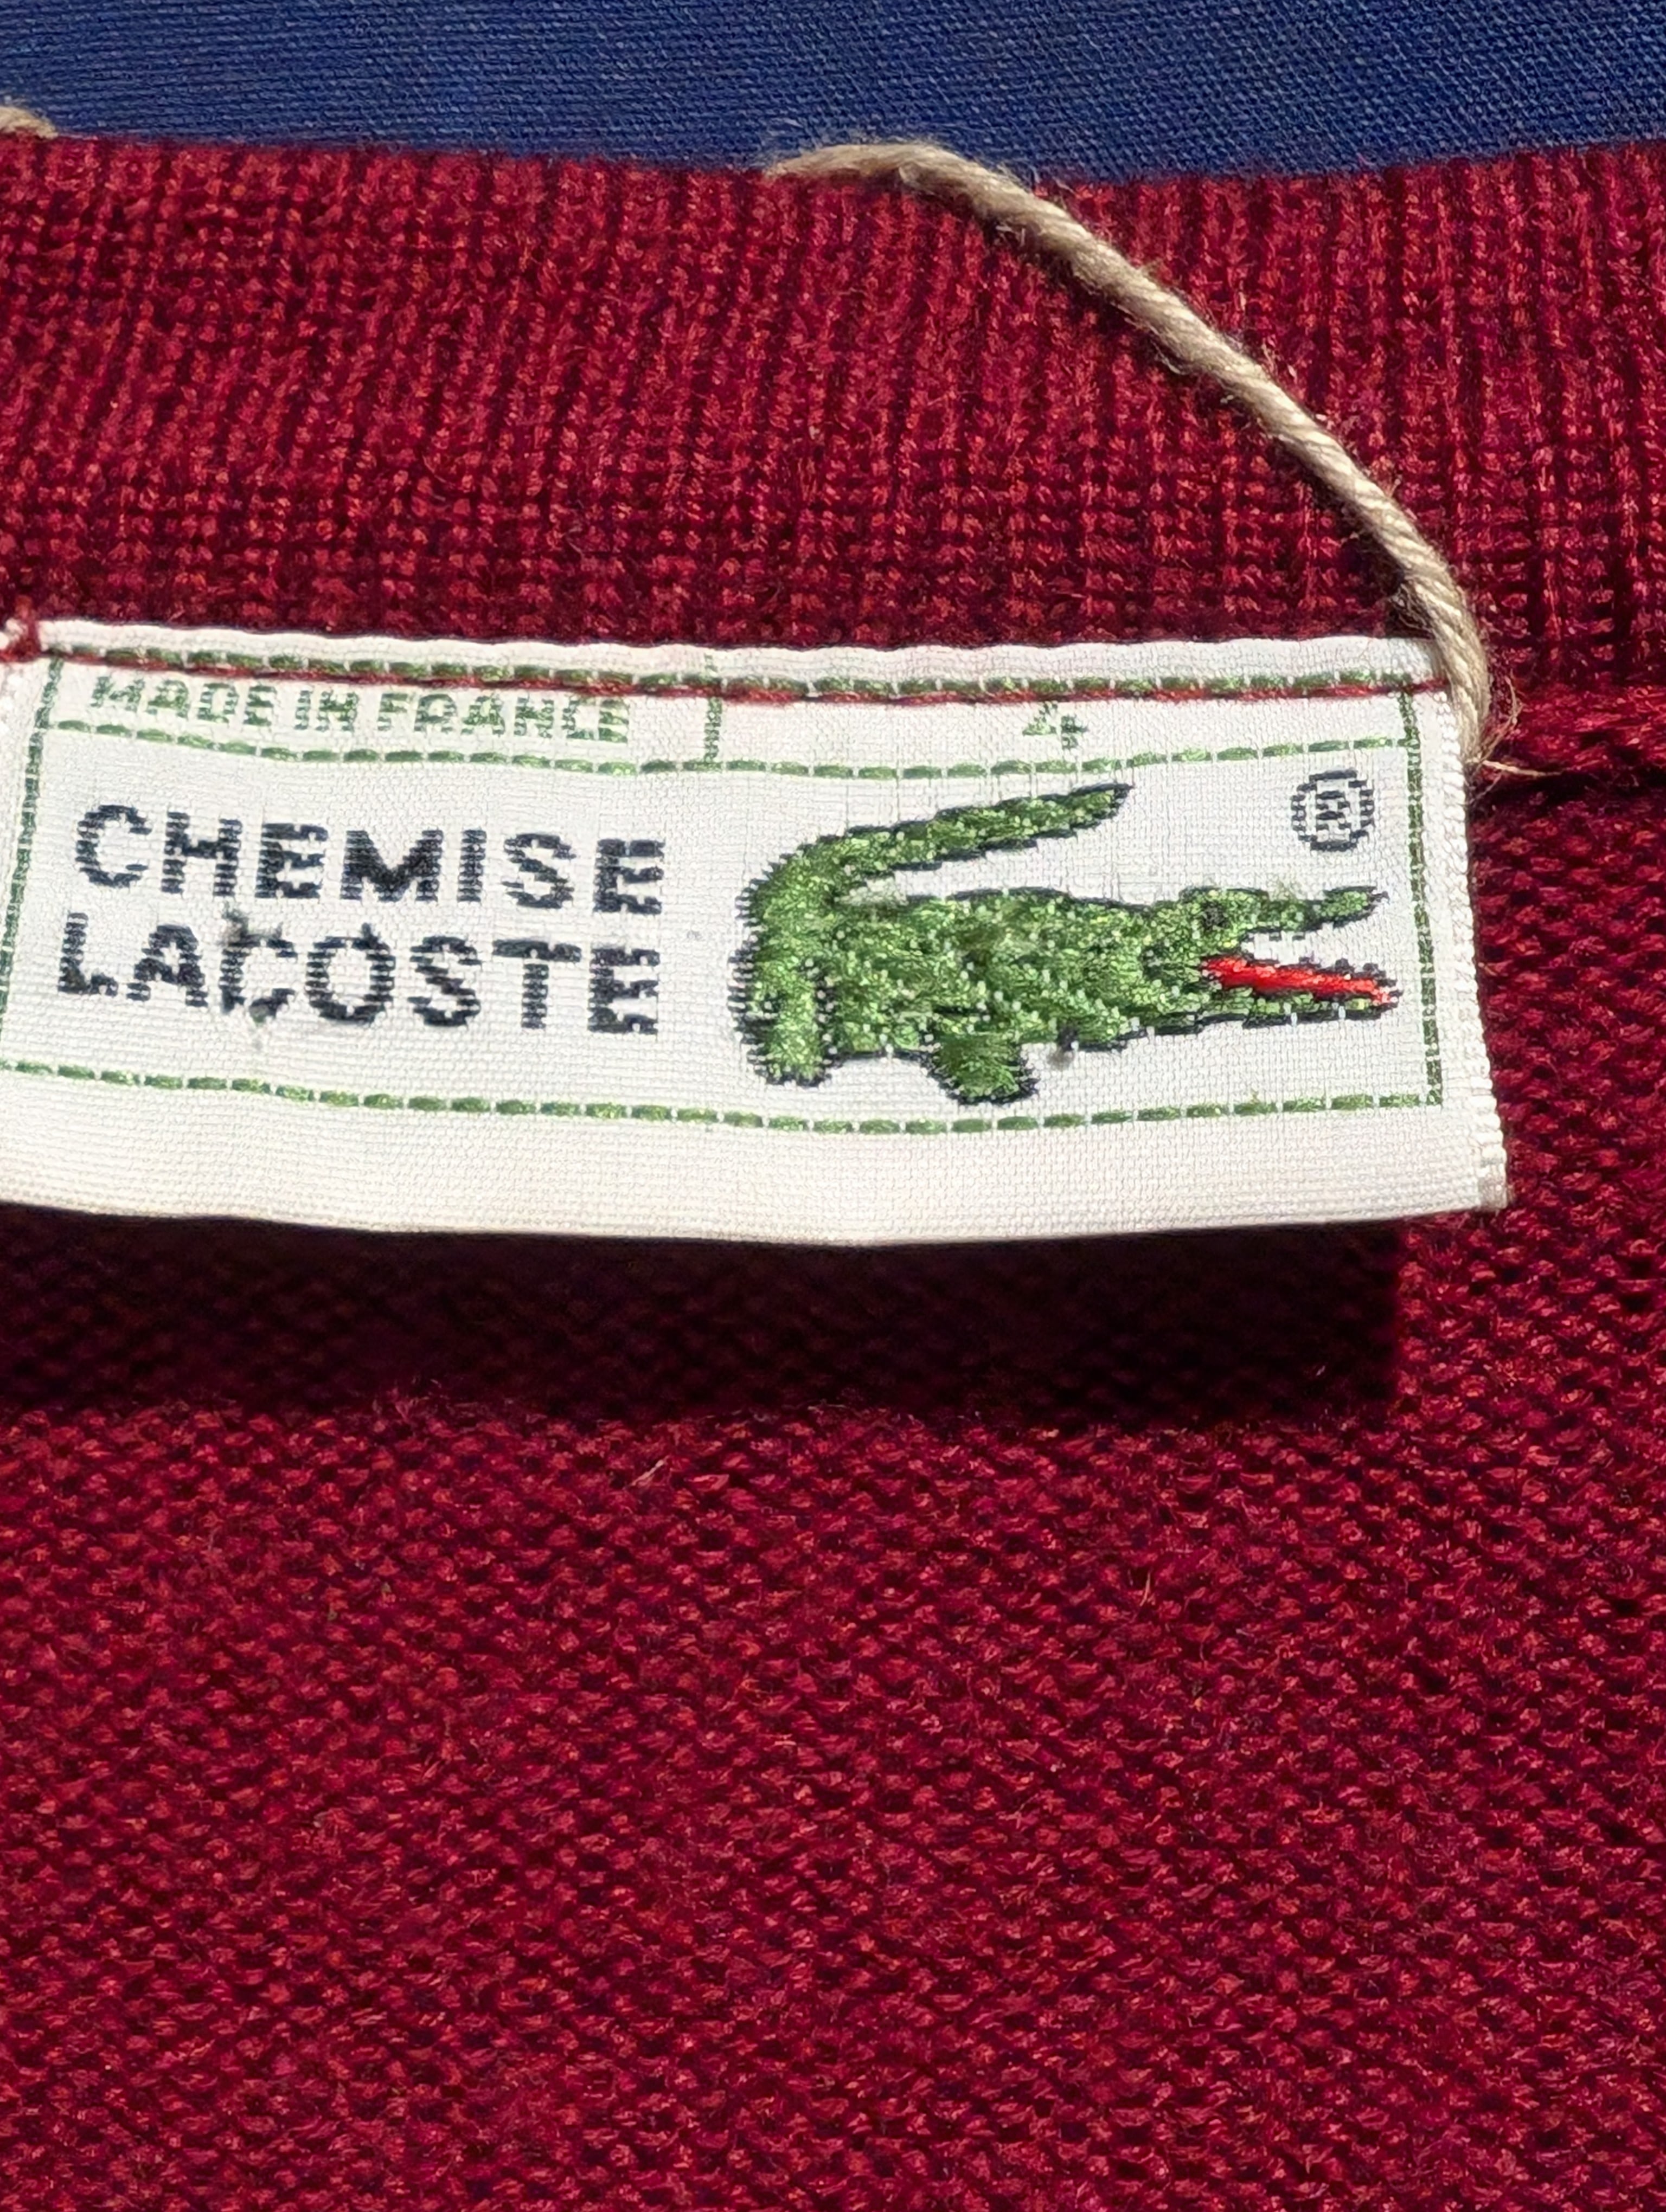 MADE IN FRANCE 4
CHEMISE
LACOSTE
®